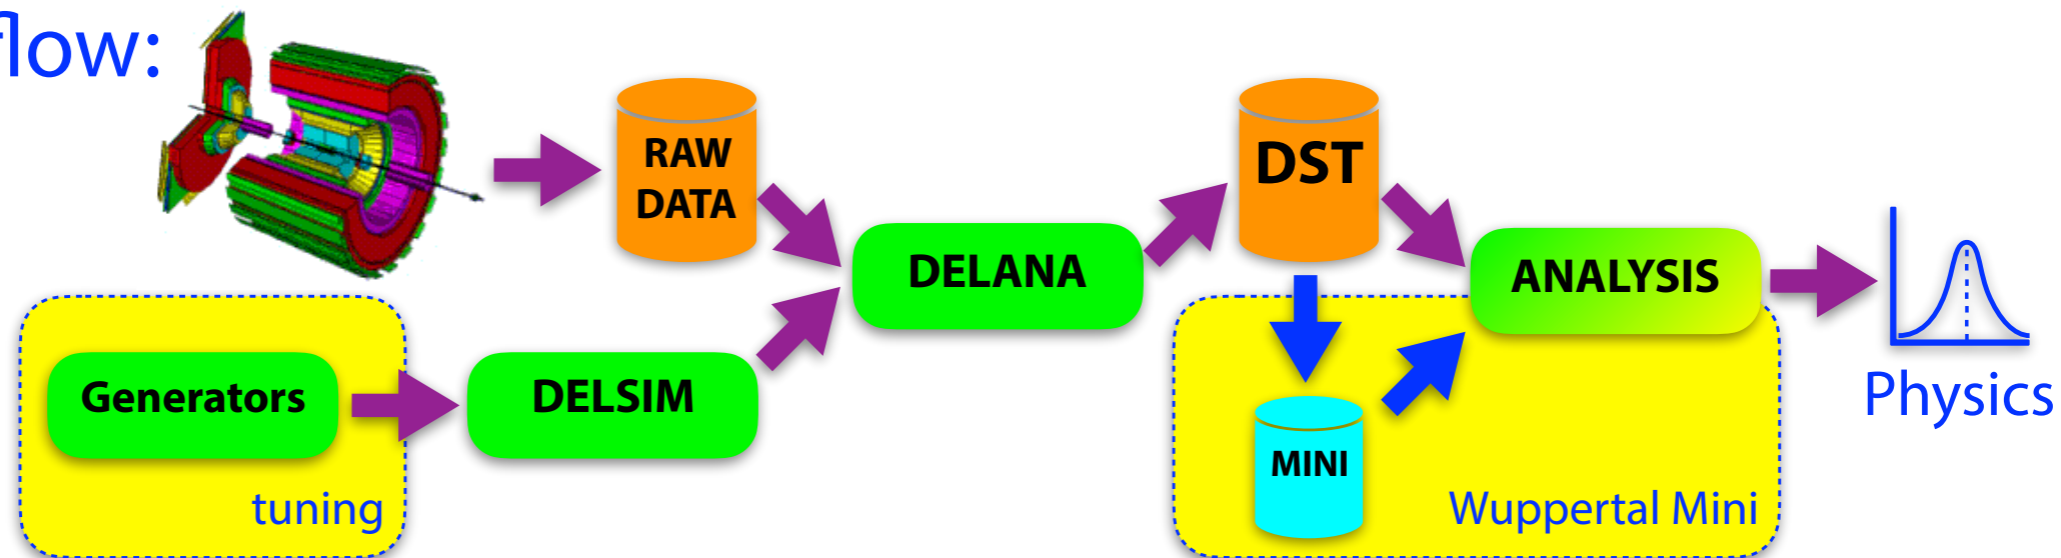 flow:
RAW
DATA
DST
DELANA
ANALYSIS
Generators
DELSIM
MINI
Physics
tuning
Wuppertal Mini